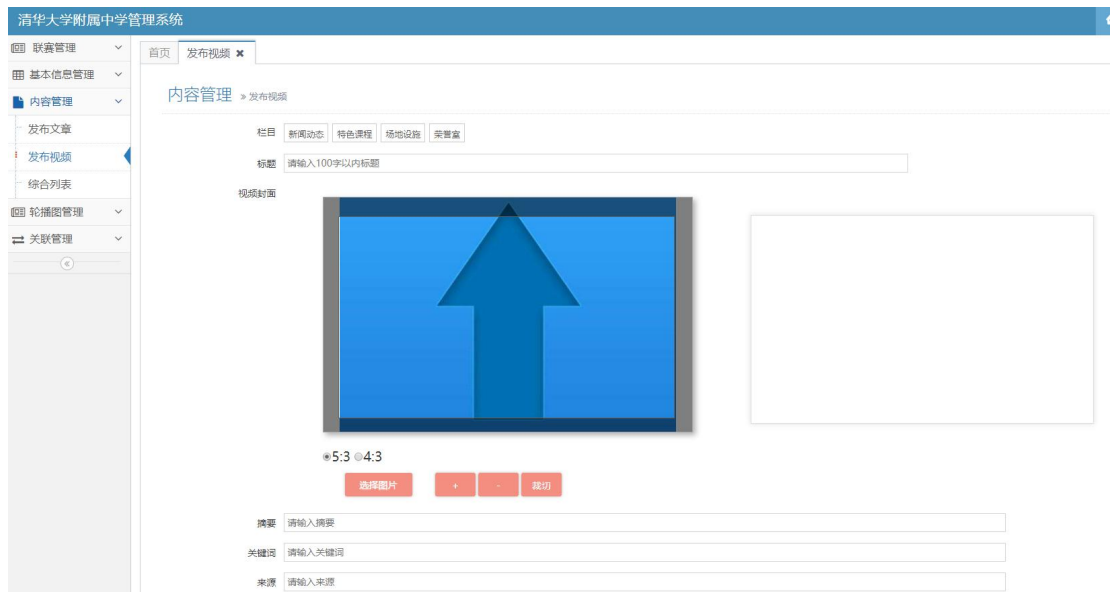 清华大学附属中学管理系统
联赛管理
基本信息管理
内容管理
发布文章
发布视频
综合列表
轮播图管理
关联管理
首页 发布视频 ✖
内容管理 » 发布视频
栏目 新闻动态 特色课程 场地设施 荣誉室
标题 请输入100字以内标题
视频封面
5:3 4:3
选择图片 + - 裁切
摘要 请输入摘要
关键词 请输入关键词
来源 请输入来源